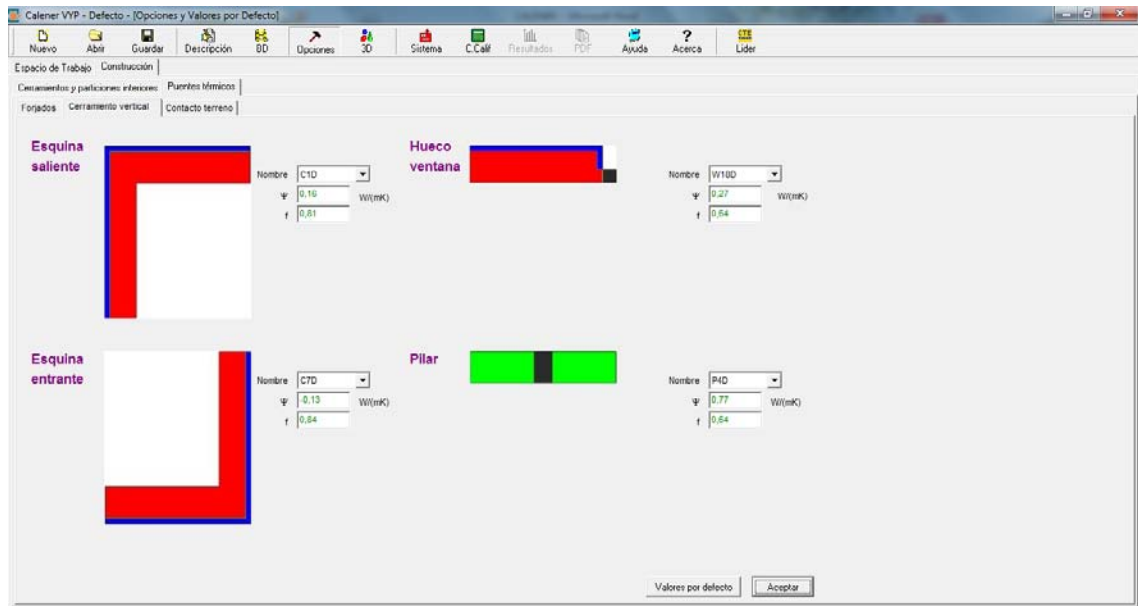 Calener VYP - Defecto - [Opciones y Valores por Defecto]
Nuevo Abrir Guardar Descripción BD Opciones 3D Sistema C.Calif Resultados PDF Ayuda Acerca Lider
Espacio de Trabajo Construcción
Cerramientos y particiones interiores Puentes térmicos
Forjados Cerramiento vertical Contacto terreno
Esquina saliente
Nombre C1D
Ψ 0,16 W/(mK)
f 0,81
Hueco ventana
Nombre W18D
Ψ 0,27 W/(mK)
f 0,64
Esquina entrante
Nombre C7D
Ψ -0,13 W/(mK)
f 0,84
Pilar
Nombre P4D
Ψ 0,77 W/(mK)
f 0,64
Valores por defecto Aceptar